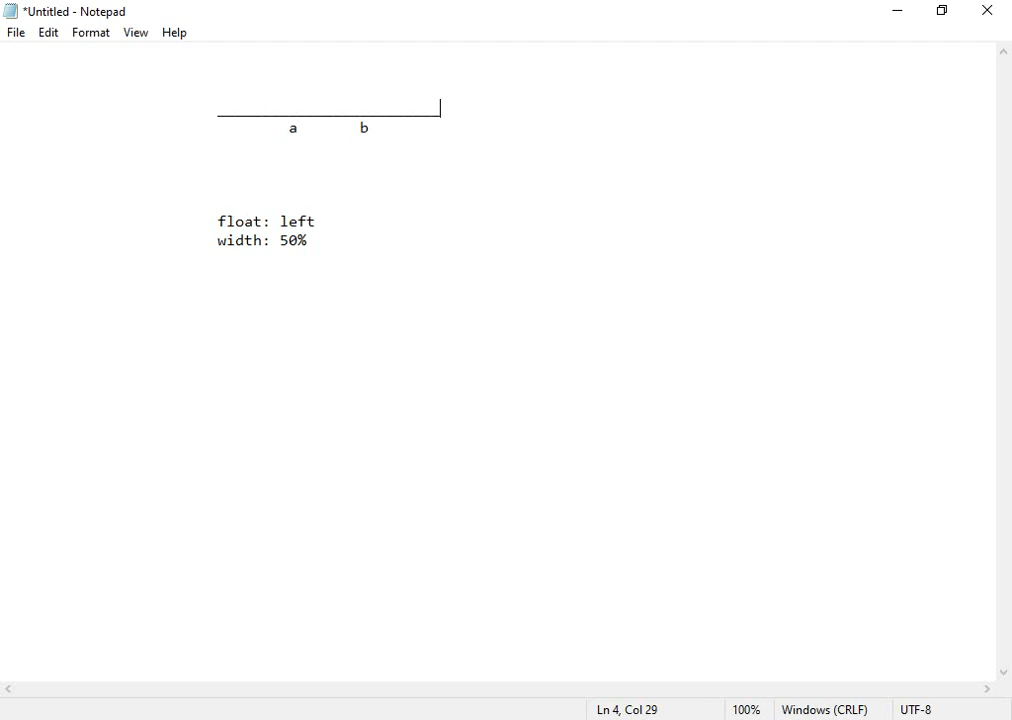 *Untitled - Notepad
File Edit Format View Help
_________________________
a b
float: left
width: 50%
Ln 4, Col 29 100% Windows (CRLF) UTF-8